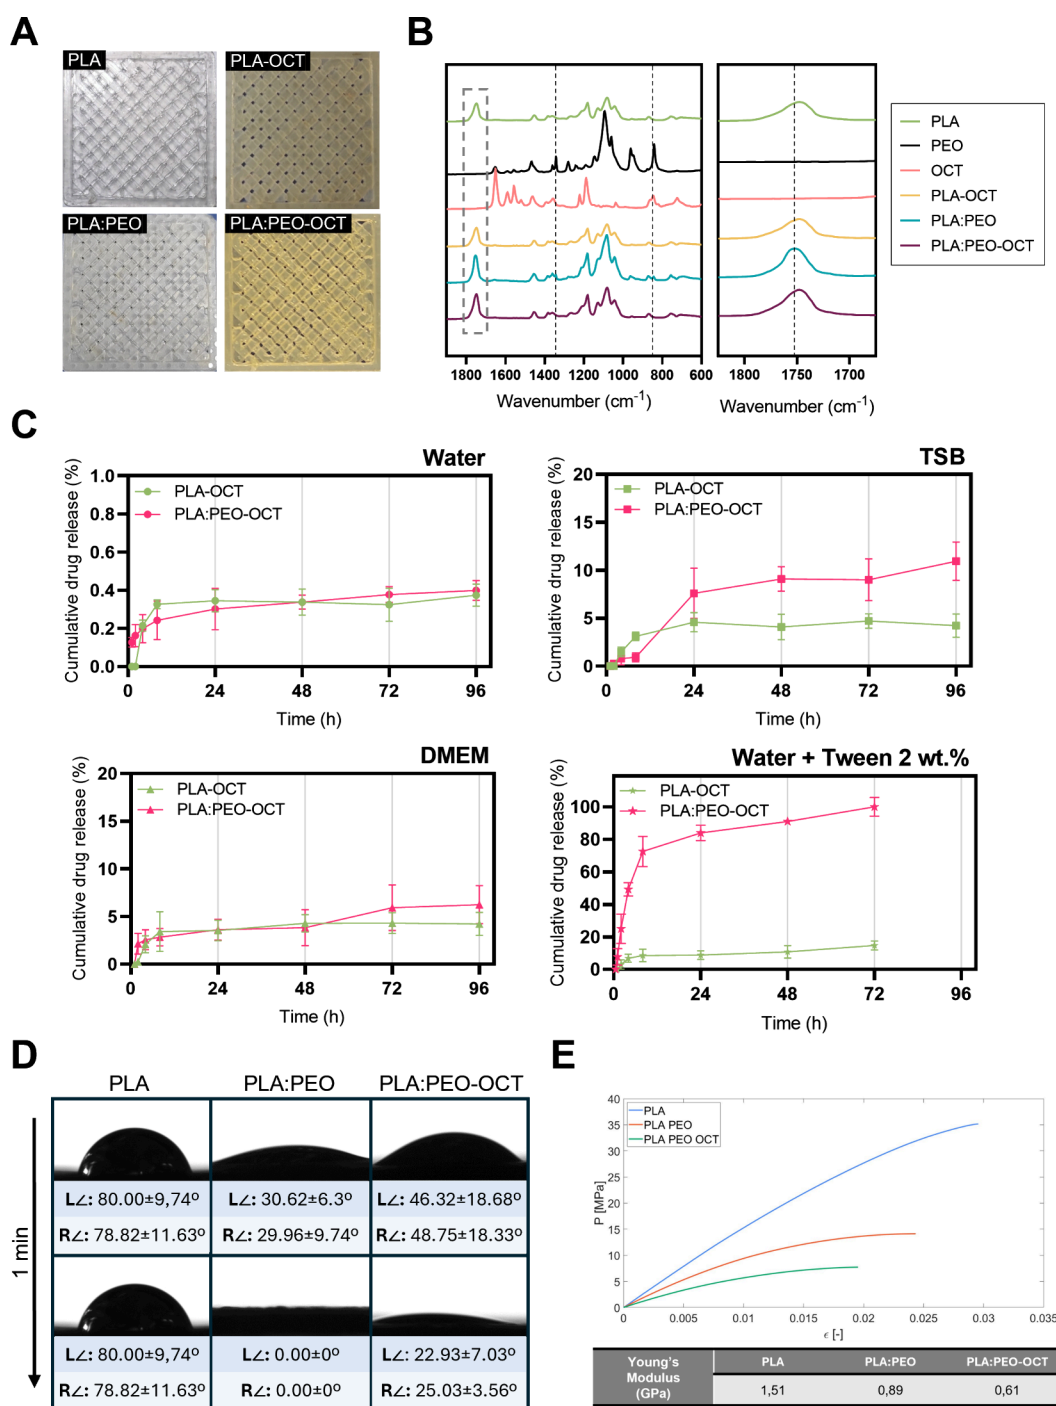 A
PLA
PLA-OCT
PLA:PEO
PLA:PEO-OCT
B
1800 1600 1400 1200 1000 800 600
Wavenumber (cm⁻¹)
1800 1750 1700
Wavenumber (cm⁻¹)
PLA
PEO
OCT
PLA-OCT
PLA:PEO
PLA:PEO-OCT
C
Water
Cumulative drug release (%)
1.0
0.8
0.6
0.4
0.2
0.0
PLA-OCT
PLA:PEO-OCT
0 24 48 72 96
Time (h)
TSB
Cumulative drug release (%)
20
15
10
5
0
PLA-OCT
PLA:PEO-OCT
0 24 48 72 96
Time (h)
DMEM
Cumulative drug release (%)
20
15
10
5
0
PLA-OCT
PLA:PEO-OCT
0 24 48 72 96
Time (h)
Water + Tween 2 wt.%
Cumulative drug release (%)
100
80
60
40
20
0
PLA-OCT
PLA:PEO-OCT
0 24 48 72 96
Time (h)
D
PLA PLA:PEO PLA:PEO-OCT
1 min
L∠: 80.00±9,74º L∠: 30.62±6.3º L∠: 46.32±18.68º
R∠: 78.82±11.63º R∠: 29.96±9.74º R∠: 48.75±18.33º
L∠: 80.00±9,74º L∠: 0.00±0º L∠: 22.93±7.03º
R∠: 78.82±11.63º R∠: 0.00±0º R∠: 25.03±3.56º
E
P [MPa]
40
35
30
25
20
15
10
5
0
PLA
PLA PEO
PLA PEO OCT
0 0.005 0.01 0.015 0.02 0.025 0.03 0.035
ϵ [-]
Young's Modulus (GPa)
PLA PLA:PEO PLA:PEO-OCT
1,51 0,89 0,61